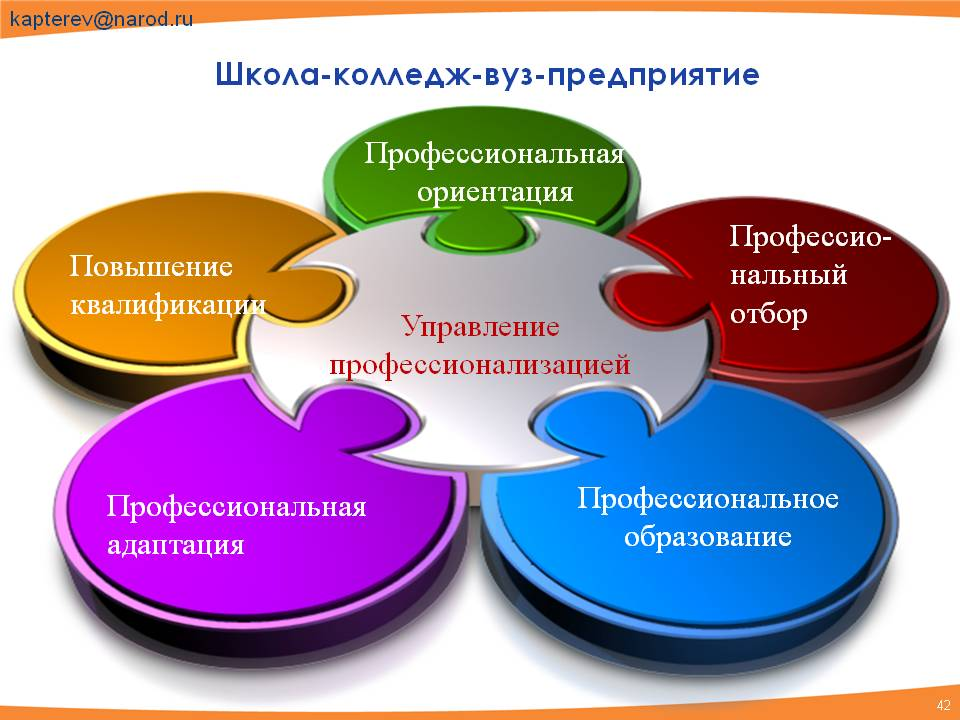 kapterev@narod.ru
Школа-колледж-вуз-предприятие
Профессиональная
ориентация
Профессио-
нальный
отбор
Повышение
квалификации
Управление
профессионализацией
Профессиональная
адаптация
Профессиональное
образование
42